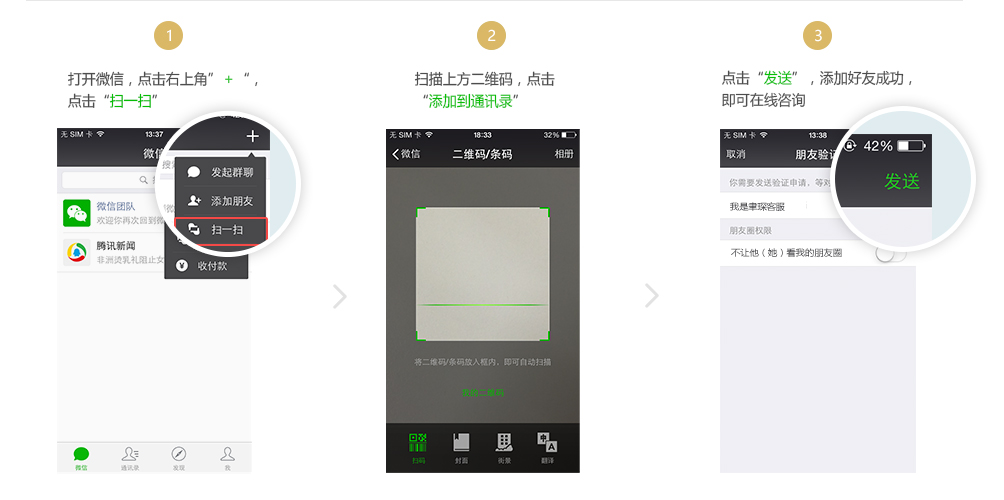 1
打开微信，点击右上角” + “，
点击“扫一扫”
无 SIM 卡 13:37
微信
搜索
发起群聊
添加朋友
扫一扫
收付款
微信团队
欢迎你再次回到微
腾讯新闻
非洲烫乳礼阻止女
微信 通讯录 发现 我
2
扫描上方二维码，点击
“添加到通讯录”
无 SIM 卡 18:33 32%
微信 二维码/条码 相册
将二维码/条码放入框内，即可自动扫描
我的二维码
扫码 封面 街景 翻译
3
点击“发送”，添加好友成功，
即可在线咨询
无 SIM 卡 13:38 42%
取消 朋友验证 发送
你需要发送验证申请，等对
我是聿琛客服
朋友圈权限
不让他（她）看我的朋友圈